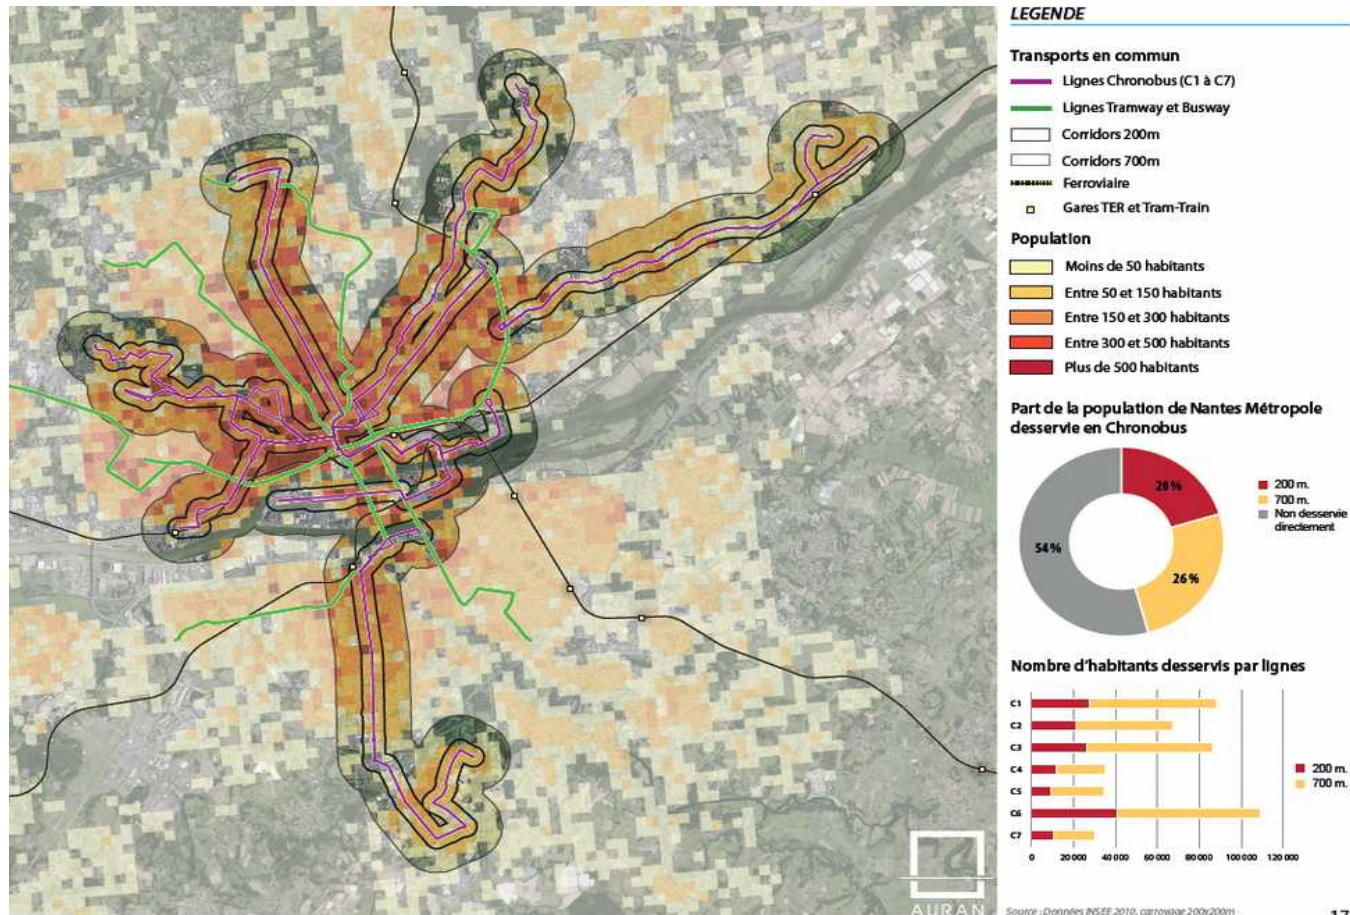 LEGENDE
Transports en commun
Lignes Chronobus (C1 à C7)
Lignes Tramway et Busway
Corridors 200m
Corridors 700m
Ferroviaire
Gares TER et Tram-Train
Population
Moins de 50 habitants
Entre 50 et 150 habitants
Entre 150 et 300 habitants
Entre 300 et 500 habitants
Plus de 500 habitants
Part de la population de Nantes Métropole
desservie en Chronobus
20%
54%
26%
200 m.
700 m.
Non desservie
directement
Nombre d'habitants desservis par lignes
C1
C2
C3
C4
C5
C6
C7
200 m.
700 m.
0 20 000 40 000 60 000 80 000 100 000 120 000
AURAN
Source : Données INSEE 2010, carroyage 200x200m
17